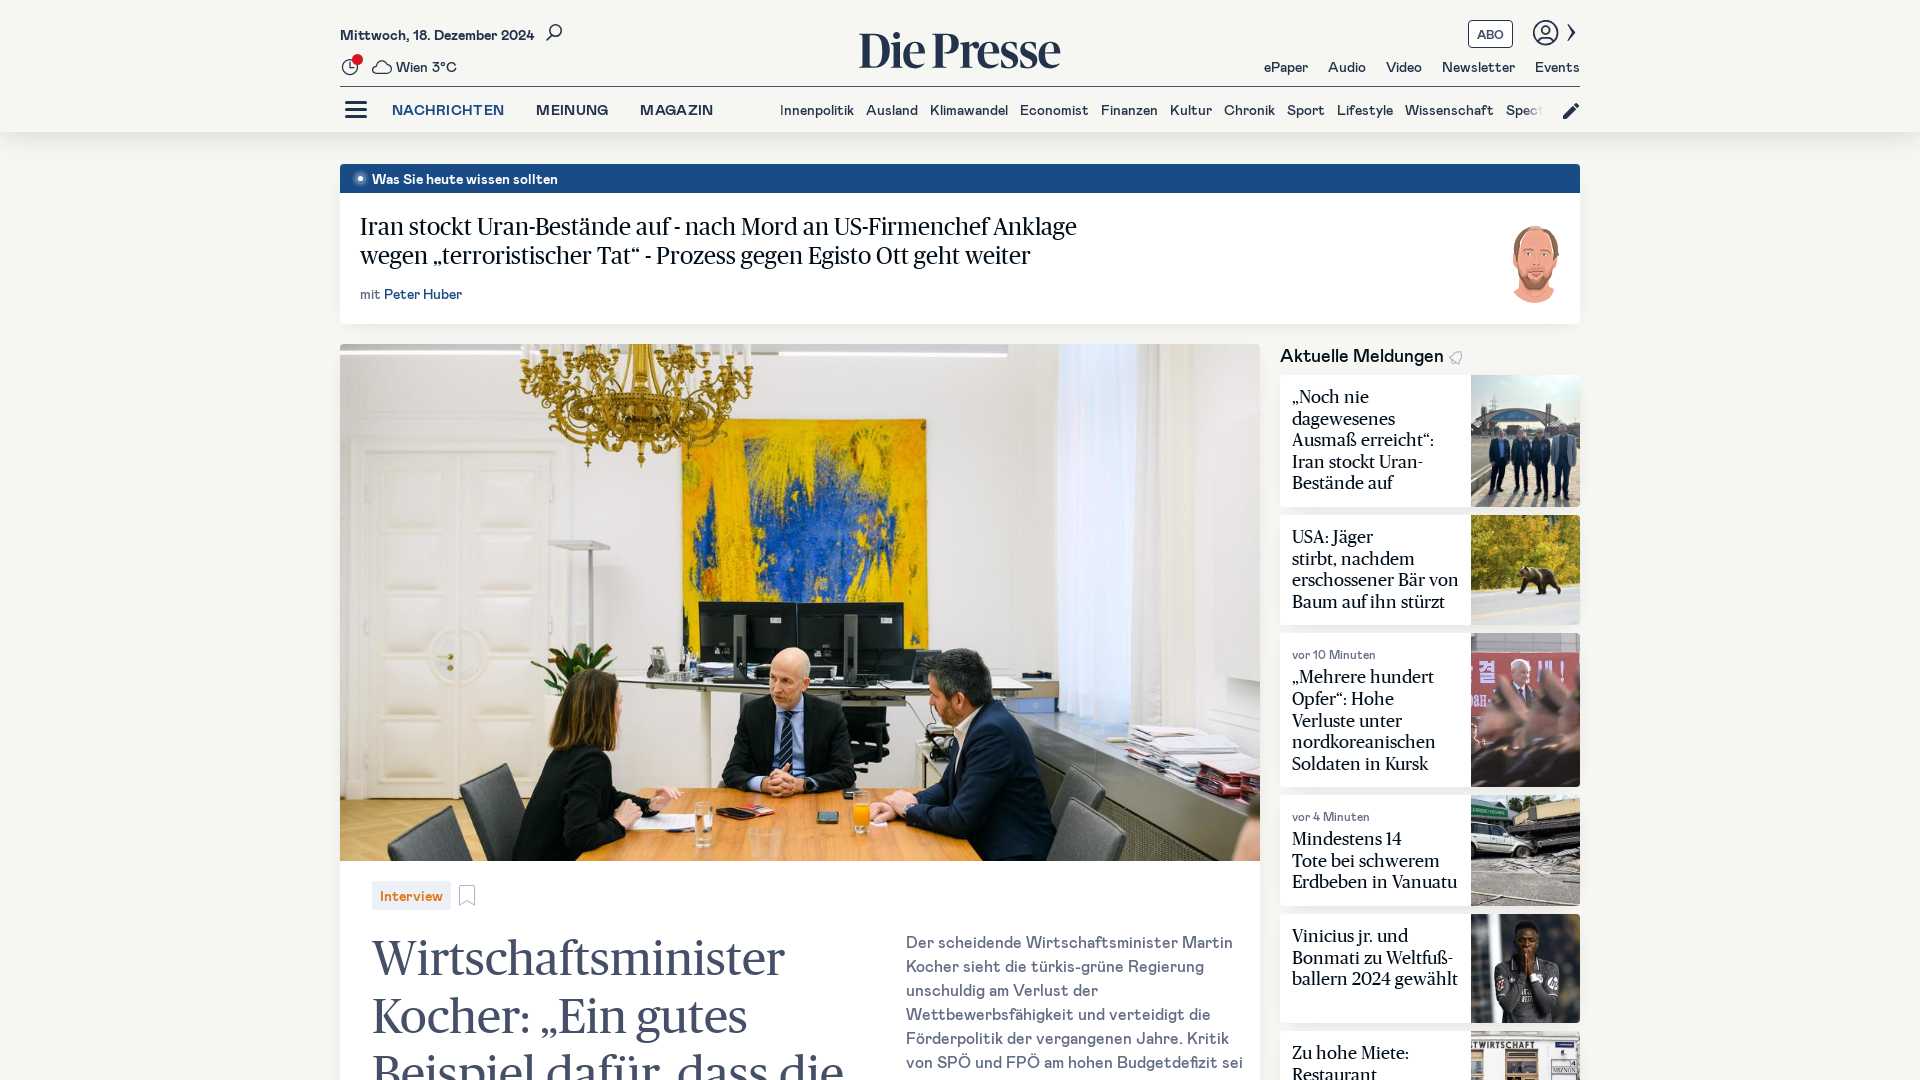 Mittwoch, 18. Dezember 2024
Wien 3°C
Die Presse
ABO
ePaper Audio Video Newsletter Events
NACHRICHTEN MEINUNG MAGAZIN
Innenpolitik Ausland Klimawandel Economist Finanzen Kultur Chronik Sport Lifestyle Wissenschaft Spect
Was Sie heute wissen sollten
Iran stockt Uran-Bestände auf - nach Mord an US-Firmenchef Anklage
wegen „terroristischer Tat“ - Prozess gegen Egisto Ott geht weiter
mit Peter Huber
Interview
Wirtschaftsminister
Kocher: „Ein gutes
Beispiel dafür, dass die
Der scheidende Wirtschaftsminister Martin
Kocher sieht die türkis-grüne Regierung
unschuldig am Verlust der
Wettbewerbsfähigkeit und verteidigt die
Förderpolitik der vergangenen Jahre. Kritik
von SPÖ und FPÖ am hohen Budgetdefizit sei
Aktuelle Meldungen
„Noch nie
dagewesenes
Ausmaß erreicht“:
Iran stockt Uran-
Bestände auf
USA: Jäger
stirbt, nachdem
erschossener Bär von
Baum auf ihn stürzt
vor 10 Minuten
„Mehrere hundert
Opfer“: Hohe
Verluste unter
nordkoreanischen
Soldaten in Kursk
vor 4 Minuten
Mindestens 14
Tote bei schwerem
Erdbeben in Vanuatu
Vinicius jr. und
Bonmati zu Weltfuß-
ballern 2024 gewählt
Zu hohe Miete:
Restaurant